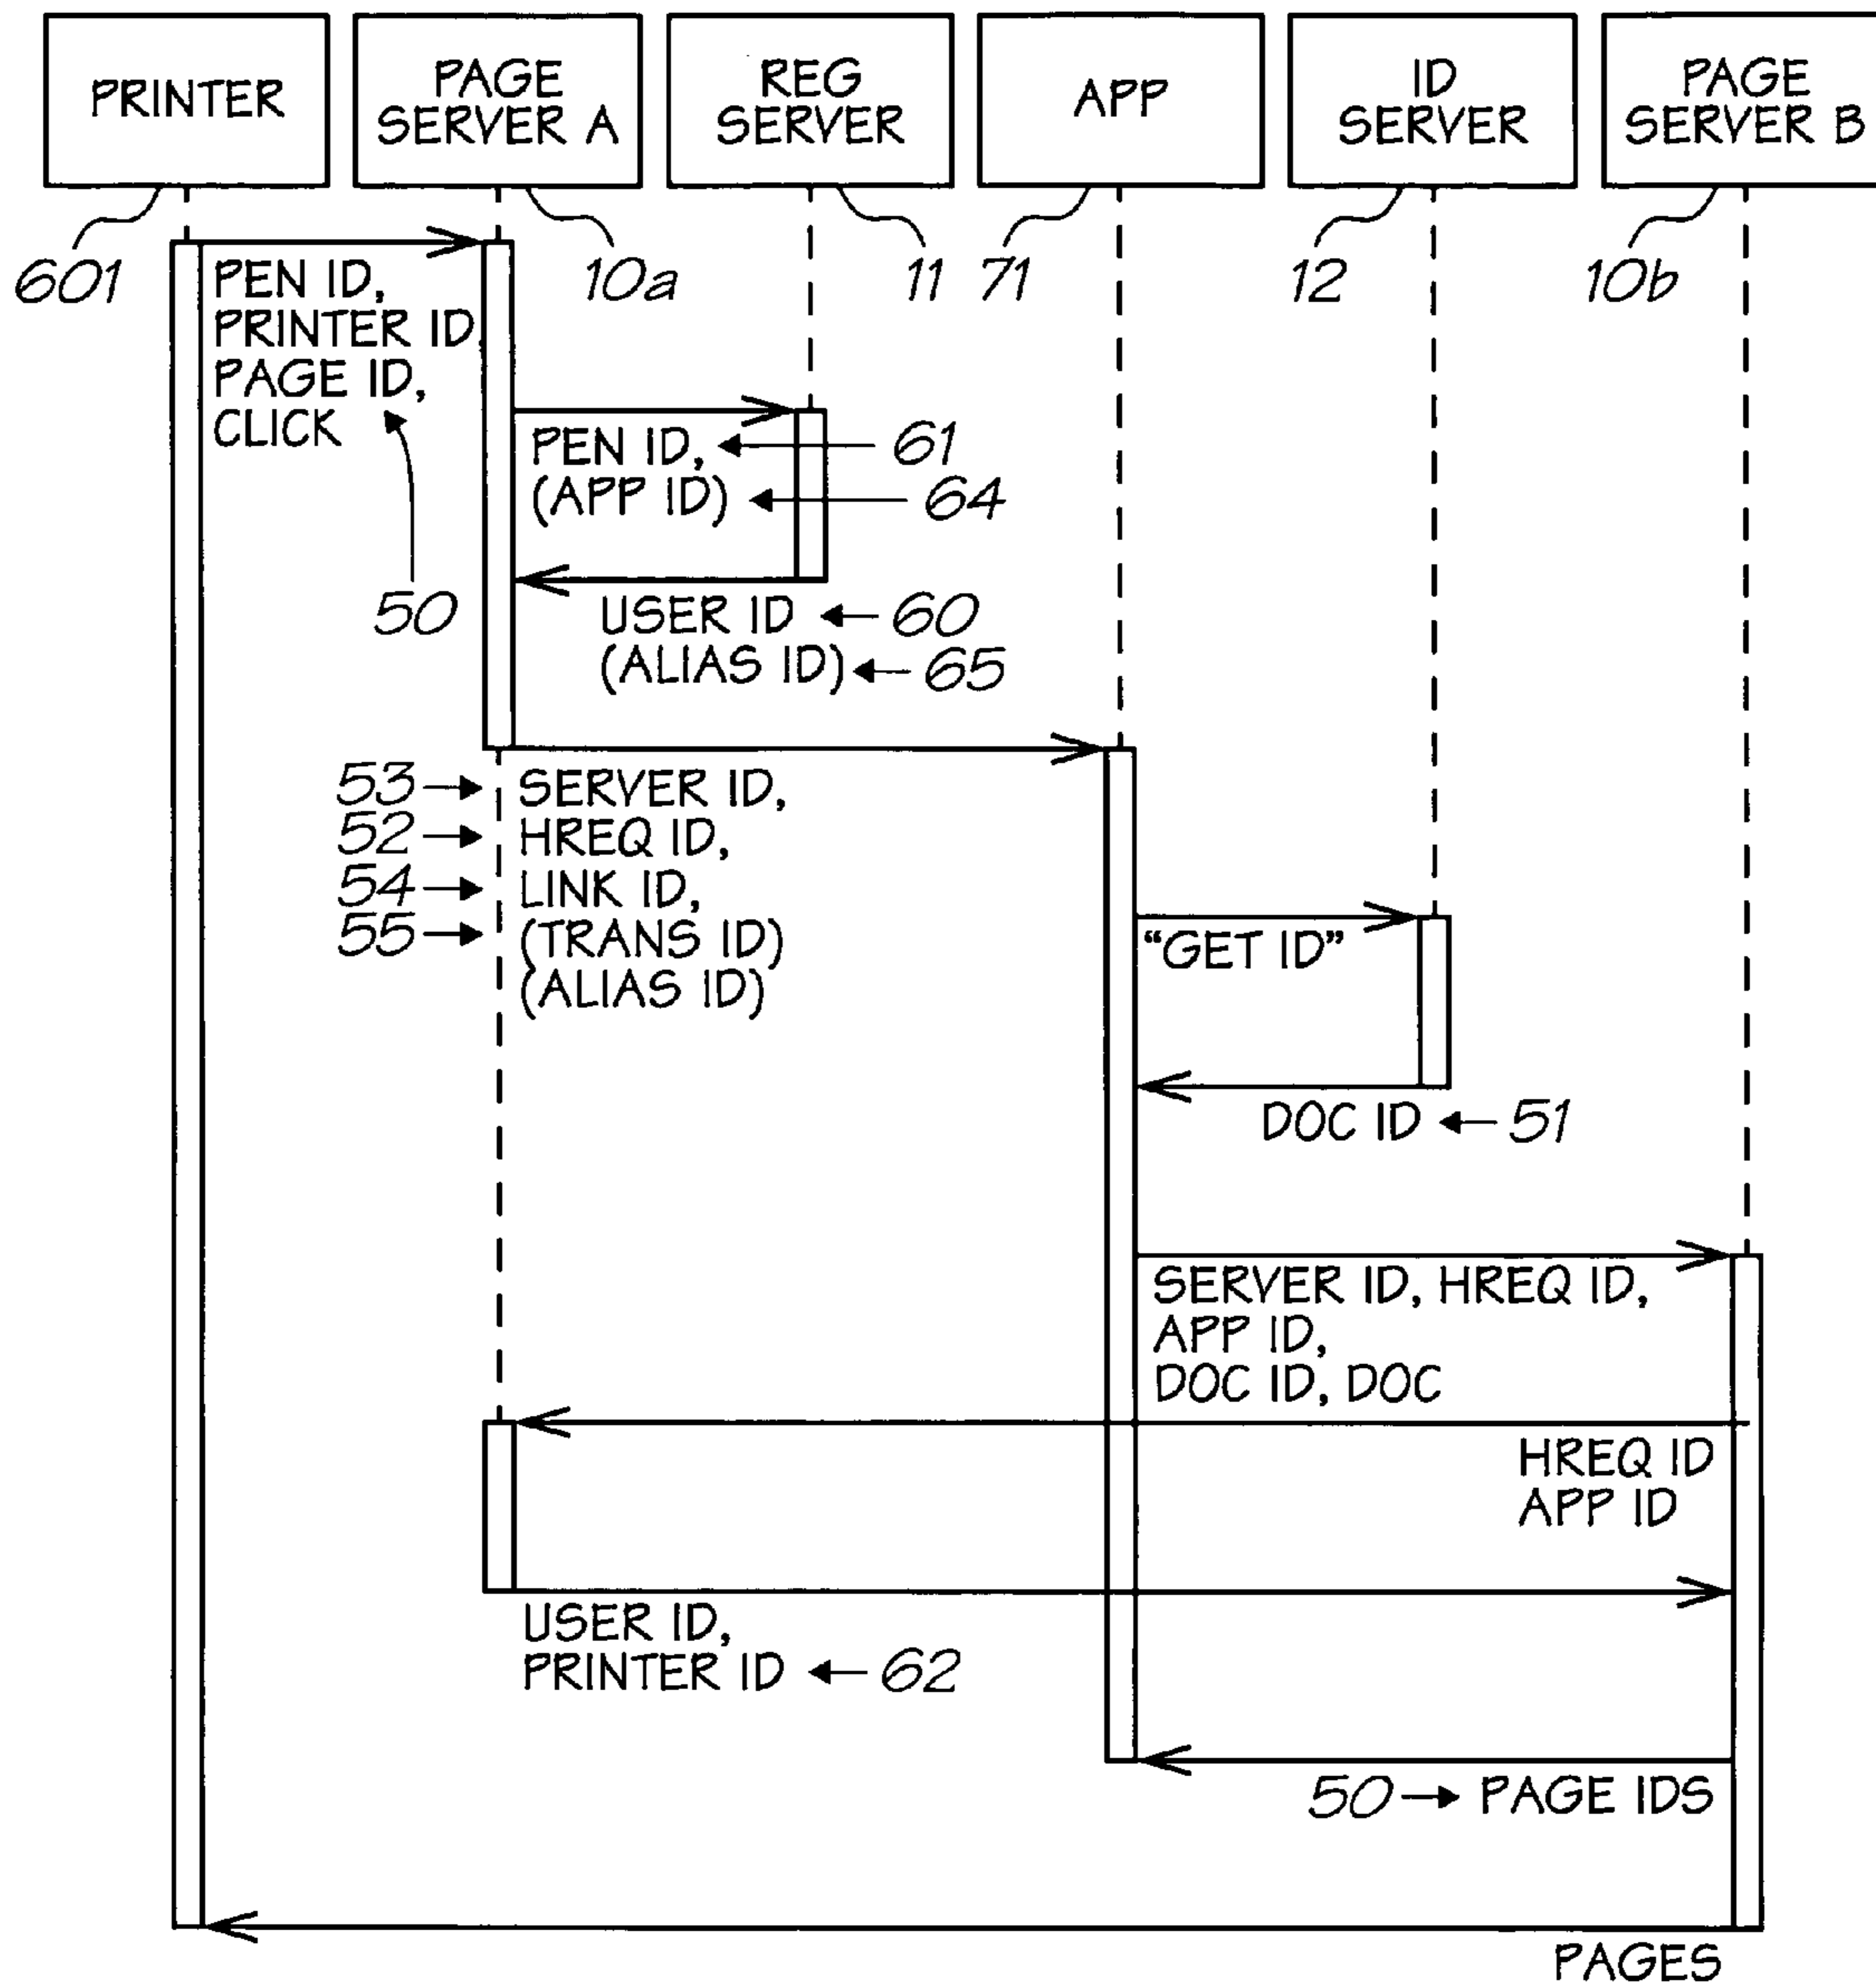 PRINTER
PAGE
SERVER A
REG
SERVER
APP
ID
SERVER
PAGE
SERVER B
601
10a
11
71
12
10b
PEN ID,
PRINTER ID
PAGE ID,
CLICK
50
PEN ID,
(APP ID)
61
64
USER ID
(ALIAS ID)
60
65
53
52
54
55
SERVER ID,
HREQ ID,
LINK ID,
(TRANS ID)
(ALIAS ID)
“GET ID”
DOC ID
51
SERVER ID, HREQ ID,
APP ID,
DOC ID, DOC
HREQ ID
APP ID
USER ID,
PRINTER ID
62
50
PAGE IDS
PAGES